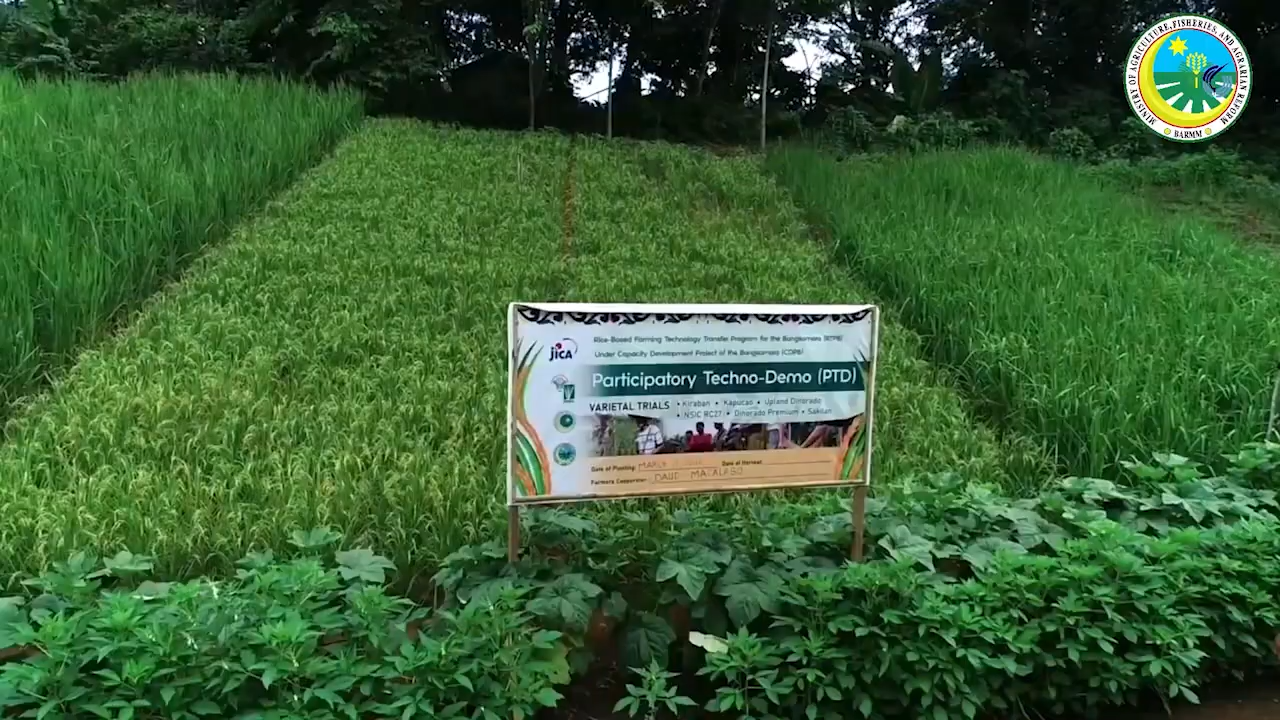 MINISTRY OF AGRICULTURE, FISHERIES, AND AGRARIAN REFORM
BARMM
jICA
Rice-Based Farming Technology Transfer Program for the Bangsamoro
Under Capacity Development Project of the Bangsamoro (CDPB)
Participatory Techno-Demo (PTD)
VARIETAL TRIALS • Kiraban • Kapucao • Upland Dinorado
• NSIC RC27 • Dinorado Premium • Sakilan
Date of Planting: MARCH Date of Harvest
Farmers Cooperator: DAUD